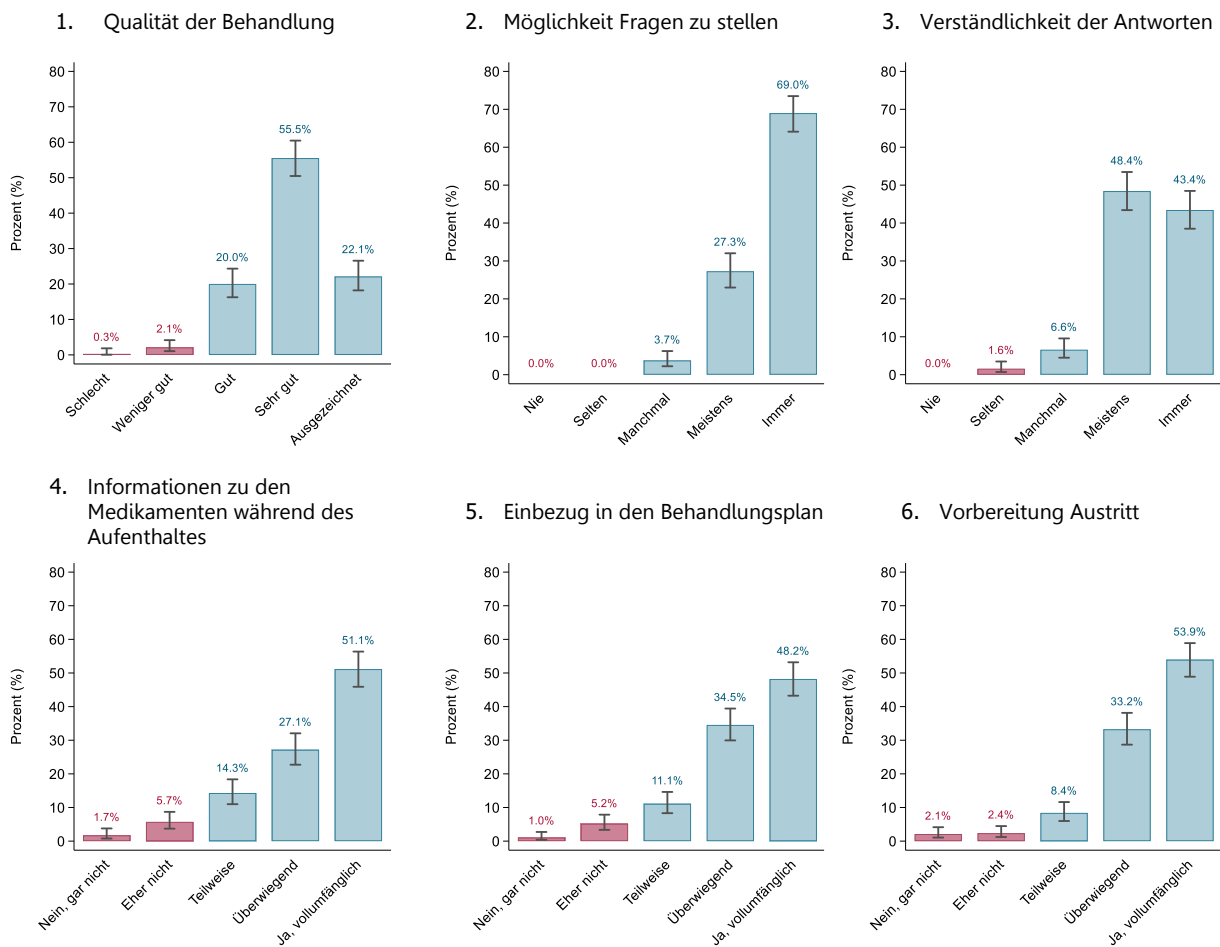 1. Qualität der Behandlung
Prozent (%)
80
70
60
50
40
30
20
10
0
0.3%
2.1%
20.0%
55.5%
22.1%
Schlecht
Weniger gut
Gut
Sehr gut
Ausgezeichnet
2. Möglichkeit Fragen zu stellen
Prozent (%)
80
70
60
50
40
30
20
10
0
0.0%
0.0%
3.7%
27.3%
69.0%
Nie
Selten
Manchmal
Meistens
Immer
3. Verständlichkeit der Antworten
Prozent (%)
80
70
60
50
40
30
20
10
0
0.0%
1.6%
6.6%
48.4%
43.4%
Nie
Selten
Manchmal
Meistens
Immer
4. Informationen zu den
Medikamenten während des
Aufenthaltes
Prozent (%)
80
70
60
50
40
30
20
10
0
1.7%
5.7%
14.3%
27.1%
51.1%
Nein, gar nicht
Eher nicht
Teilweise
Überwiegend
Ja, vollumfänglich
5. Einbezug in den Behandlungsplan
Prozent (%)
80
70
60
50
40
30
20
10
0
1.0%
5.2%
11.1%
34.5%
48.2%
Nein, gar nicht
Eher nicht
Teilweise
Überwiegend
Ja, vollumfänglich
6. Vorbereitung Austritt
Prozent (%)
80
70
60
50
40
30
20
10
0
2.1%
2.4%
8.4%
33.2%
53.9%
Nein, gar nicht
Eher nicht
Teilweise
Überwiegend
Ja, vollumfänglich